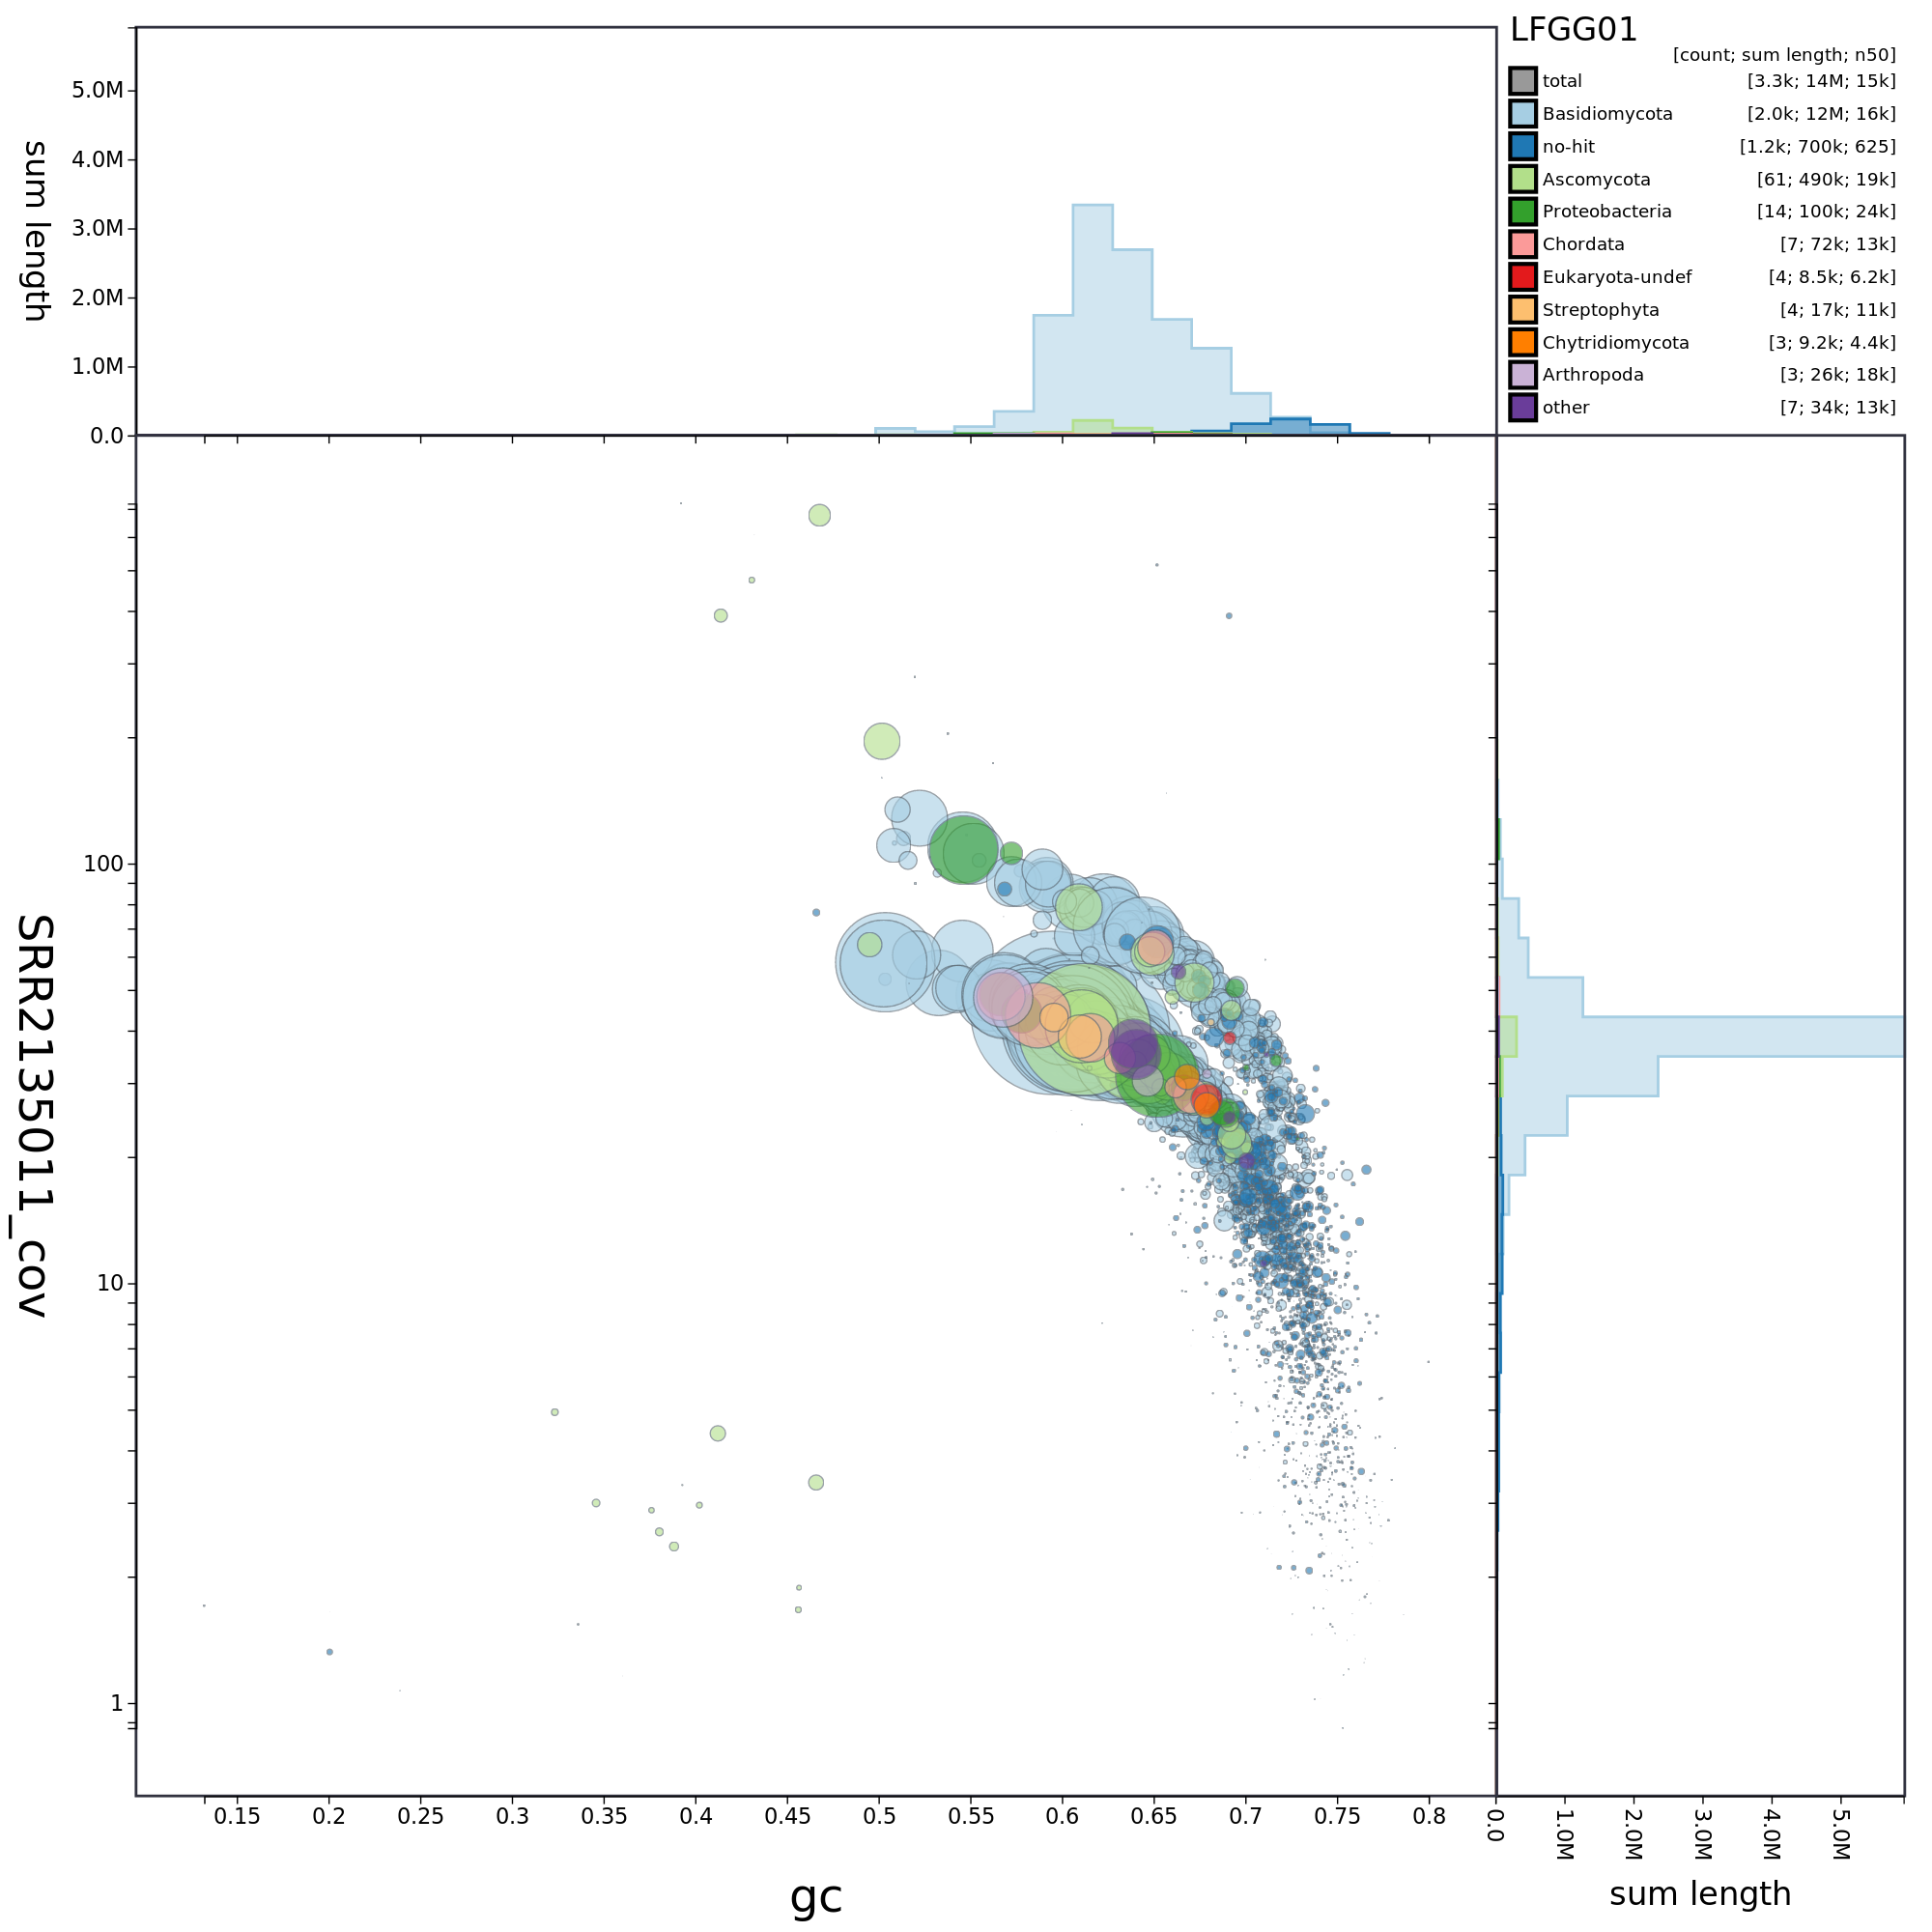 LFGG01
[count; sum length; n50]
total [3.3k; 14M; 15k]
Basidiomycota [2.0k; 12M; 16k]
no-hit [1.2k; 700k; 625]
Ascomycota [61; 490k; 19k]
Proteobacteria [14; 100k; 24k]
Chordata [7; 72k; 13k]
Eukaryota-undef [4; 8.5k; 6.2k]
Streptophyta [4; 17k; 11k]
Chytridiomycota [3; 9.2k; 4.4k]
Arthropoda [3; 26k; 18k]
other [7; 34k; 13k]
sum length
5.0M
4.0M
3.0M
2.0M
1.0M
0.0
SRR2135011_cov
100
10
1
0.15 0.2 0.25 0.3 0.35 0.4 0.45 0.5 0.55 0.6 0.65 0.7 0.75 0.8
gc
0.0 1.0M 2.0M 3.0M 4.0M 5.0M
sum length